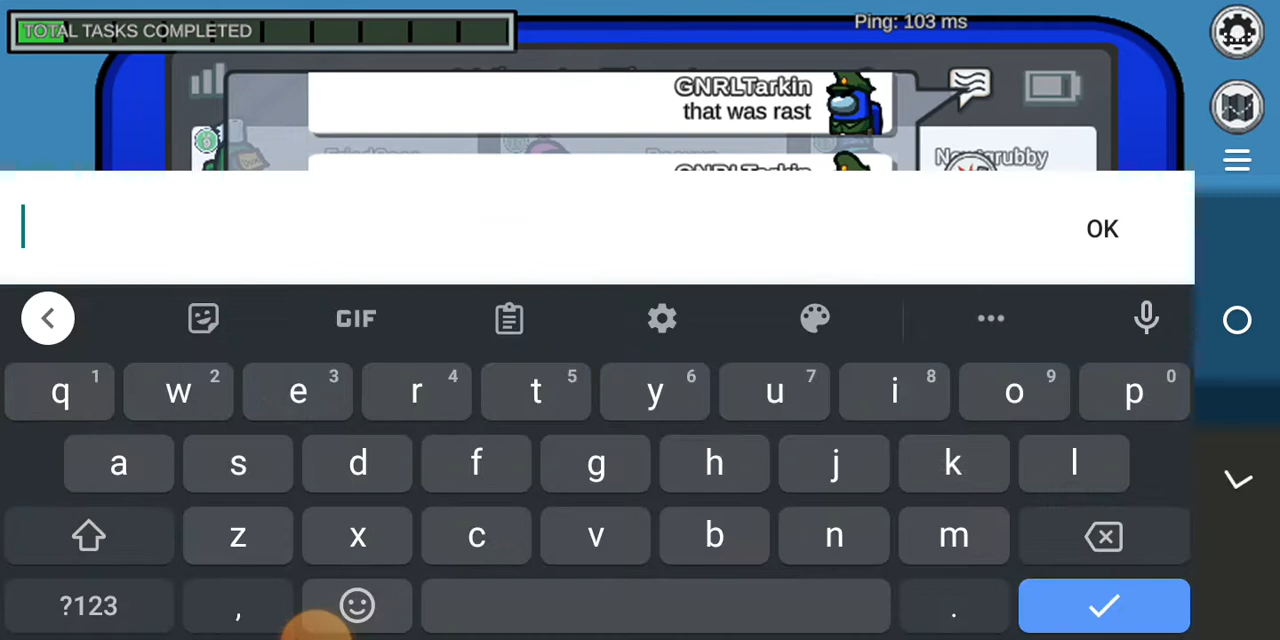 TOTAL TASKS COMPLETED
Ping: 103 ms
GNRLTarkin
that was rast
GNRLTarkin
OK
GIF
q 1 w 2 e 3 r 4 t 5 y 6 u 7 i 8 o 9 p 0
a s d f g h j k l
z x c v b n m
?123 , .